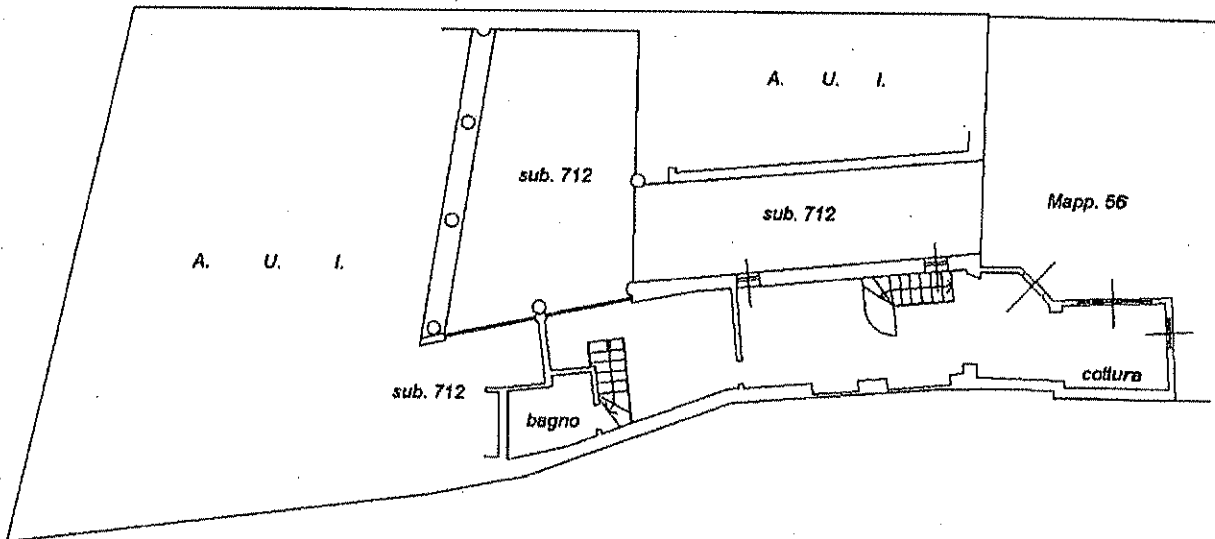 A. U. I.
sub. 712
sub. 712
Mapp. 56
A. U. I.
sub. 712
bagno
cottura